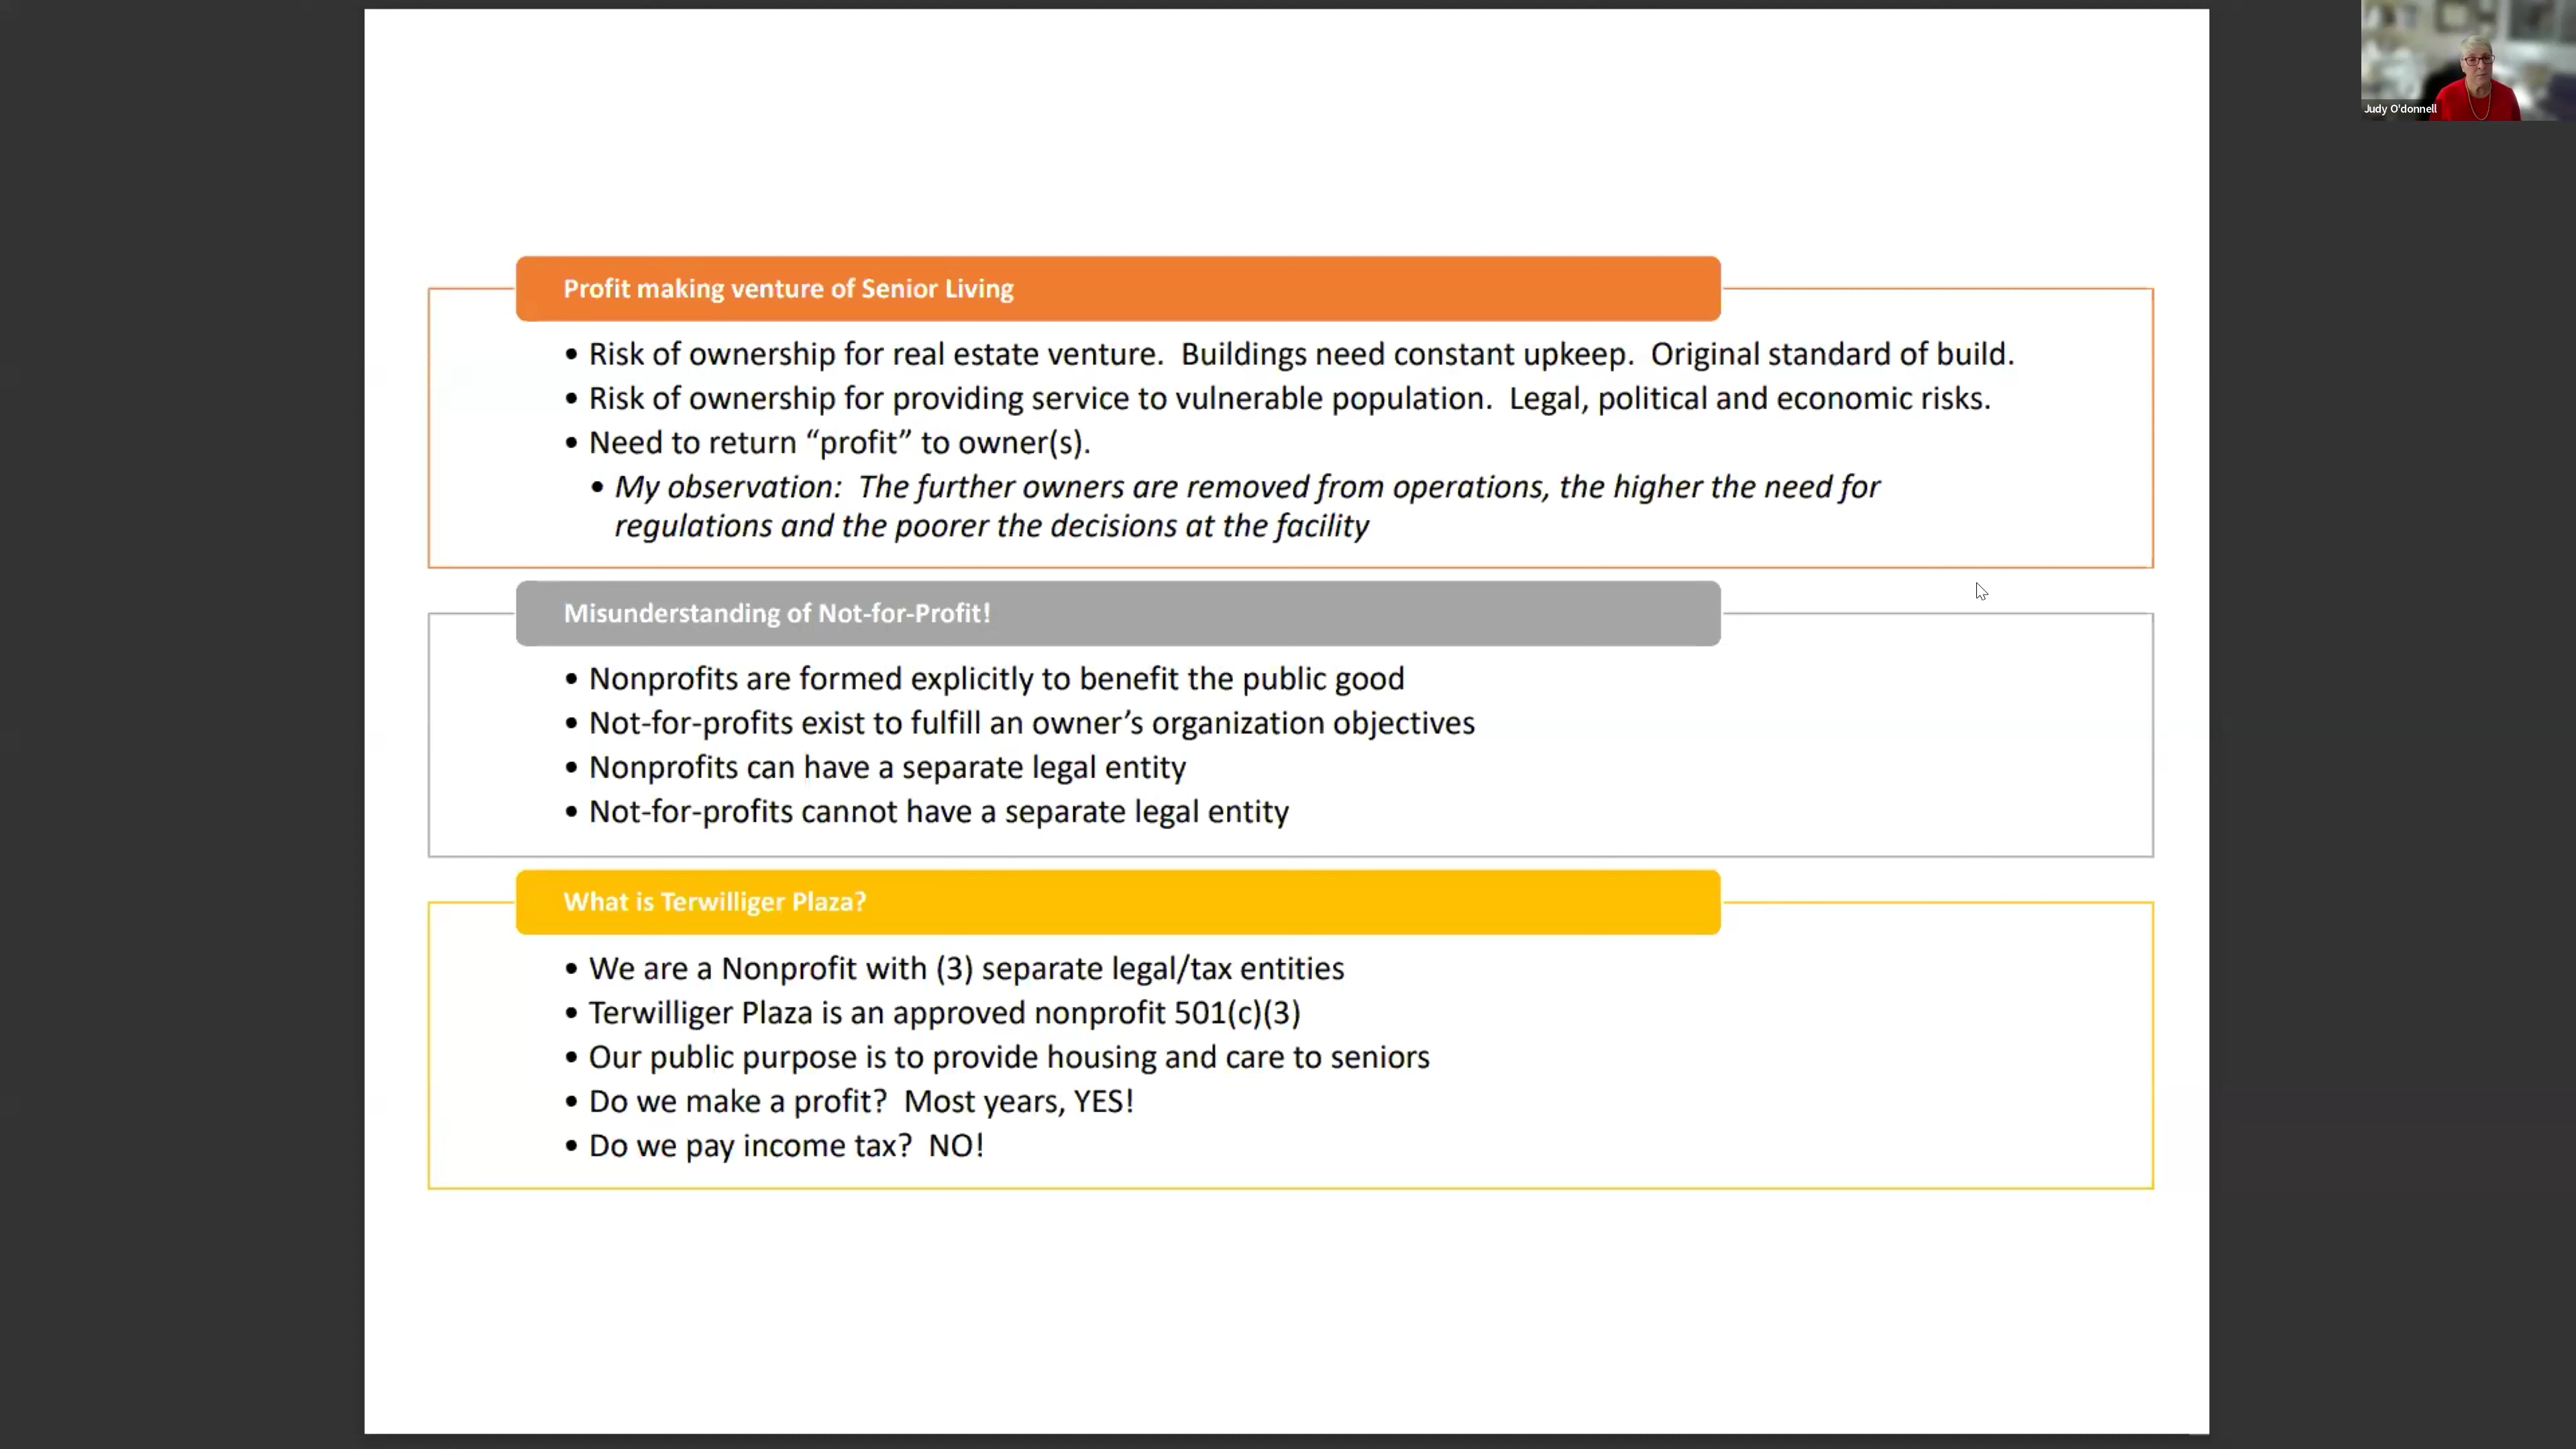 Judy O'donnell
Profit making venture of Senior Living
• Risk of ownership for real estate venture.  Buildings need constant upkeep.  Original standard of build.
• Risk of ownership for providing service to vulnerable population.  Legal, political and economic risks.
• Need to return “profit” to owner(s).
• My observation:  The further owners are removed from operations, the higher the need for
regulations and the poorer the decisions at the facility
Misunderstanding of Not-for-Profit!
• Nonprofits are formed explicitly to benefit the public good
• Not-for-profits exist to fulfill an owner’s organization objectives
• Nonprofits can have a separate legal entity
• Not-for-profits cannot have a separate legal entity
What is Terwilliger Plaza?
• We are a Nonprofit with (3) separate legal/tax entities
• Terwilliger Plaza is an approved nonprofit 501(c)(3)
• Our public purpose is to provide housing and care to seniors
• Do we make a profit?  Most years, YES!
• Do we pay income tax?  NO!